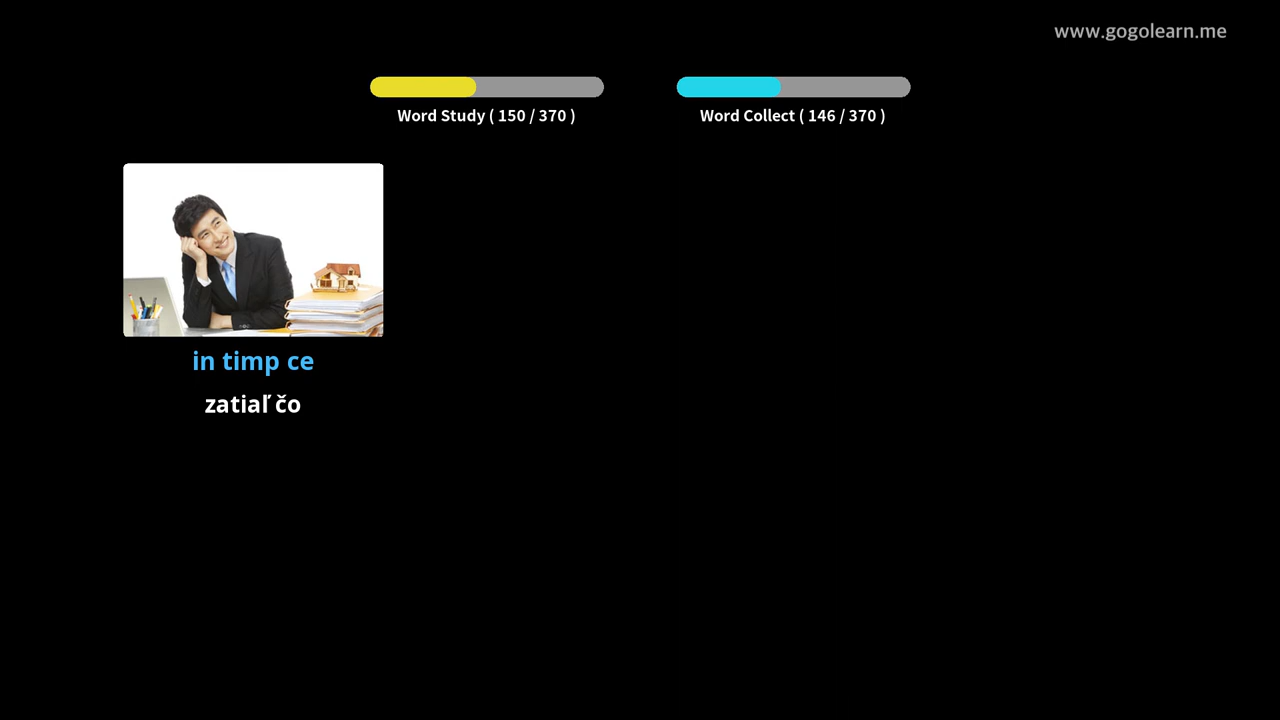 www.gogolearn.me
Word Study ( 150 / 370 )
Word Collect ( 146 / 370 )
in timp ce
zatiaľ čo